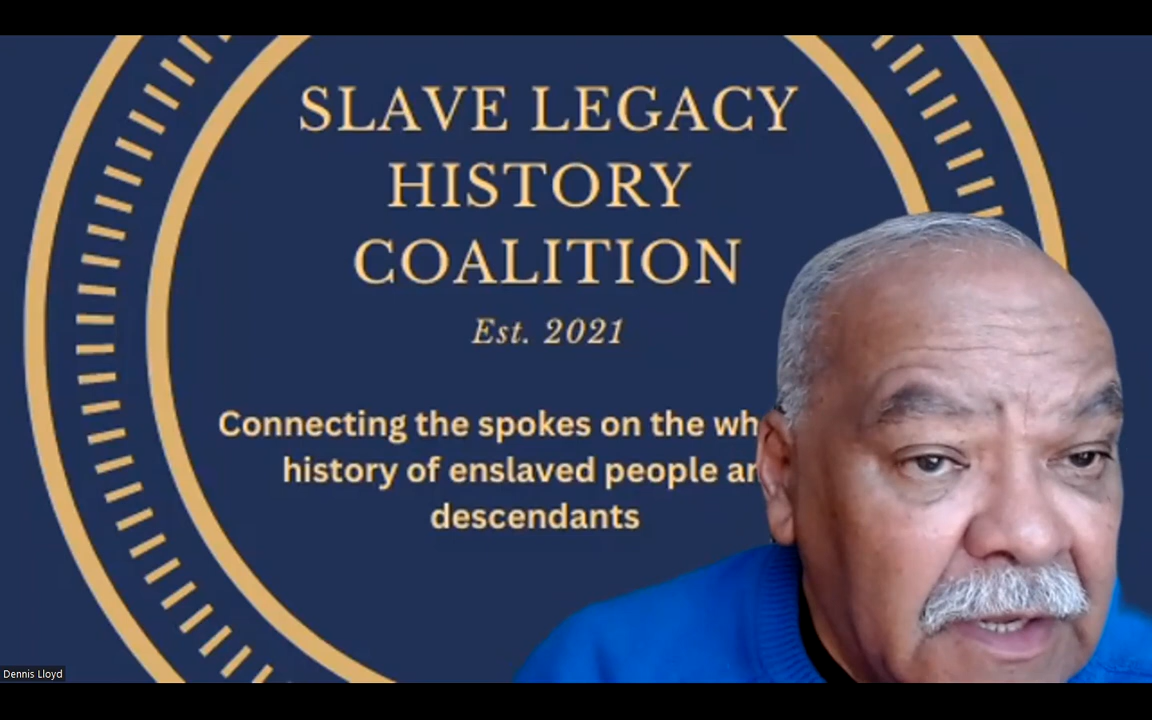 SLAVE LEGACY
HISTORY
COALITION
Est. 2021
Connecting the spokes on the
history of enslaved people
descendants
Dennis Lloyd